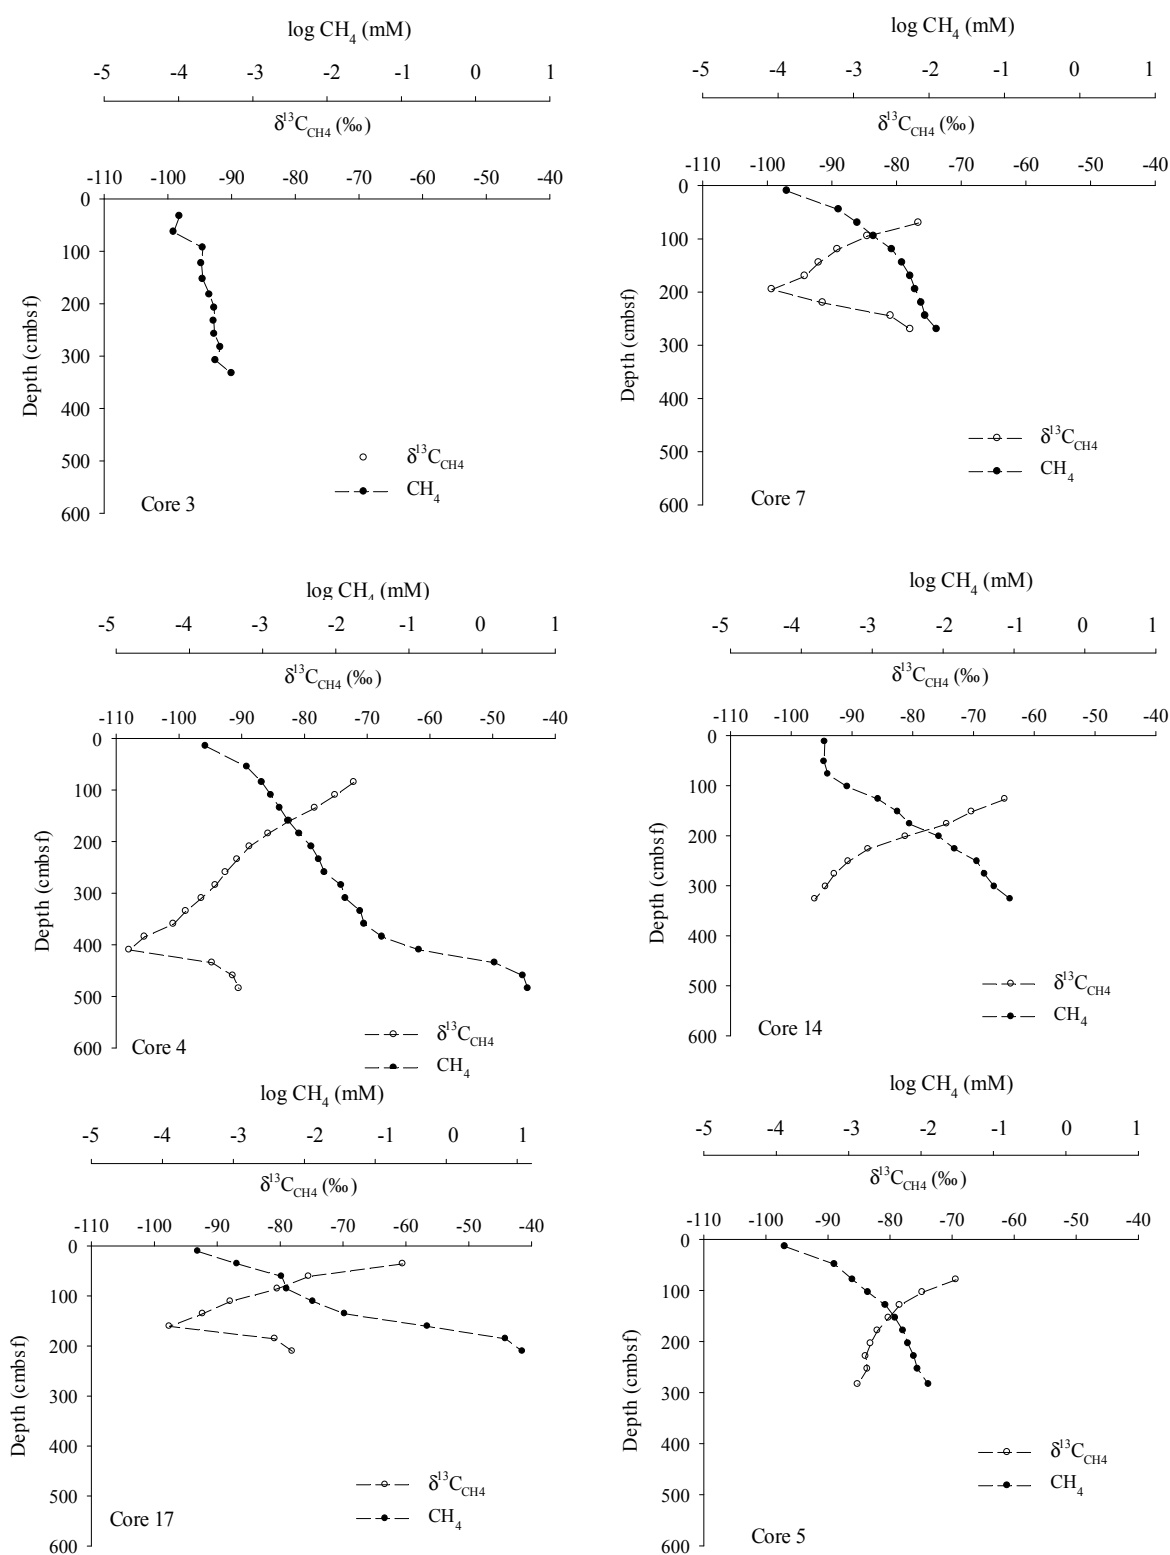 log CH4 (mM)
-5 -4 -3 -2 -1 0 1
δ13CCH4 (‰)
-110 -100 -90 -80 -70 -60 -50 -40
0
100
200
300
400
500
600
Depth (cmbsf)
δ13CCH4
CH4
Core 3
log CH4 (mM)
-5 -4 -3 -2 -1 0 1
δ13CCH4 (‰)
-110 -100 -90 -80 -70 -60 -50 -40
0
100
200
300
400
500
600
Depth (cmbsf)
δ13CCH4
CH4
Core 7
log CH4 (mM)
-5 -4 -3 -2 -1 0 1
δ13CCH4 (‰)
-110 -100 -90 -80 -70 -60 -50 -40
0
100
200
300
400
500
600
Depth (cmbsf)
δ13CCH4
CH4
Core 4
log CH4 (mM)
-5 -4 -3 -2 -1 0 1
δ13CCH4 (‰)
-110 -100 -90 -80 -70 -60 -50 -40
0
100
200
300
400
500
600
Depth (cmbsf)
δ13CCH4
CH4
Core 14
log CH4 (mM)
-5 -4 -3 -2 -1 0 1
δ13CCH4 (‰)
-110 -100 -90 -80 -70 -60 -50 -40
0
100
200
300
400
500
600
Depth (cmbsf)
δ13CCH4
CH4
Core 17
log CH4 (mM)
-5 -4 -3 -2 -1 0 1
δ13CCH4 (‰)
-110 -100 -90 -80 -70 -60 -50 -40
0
100
200
300
400
500
600
Depth (cmbsf)
δ13CCH4
CH4
Core 5